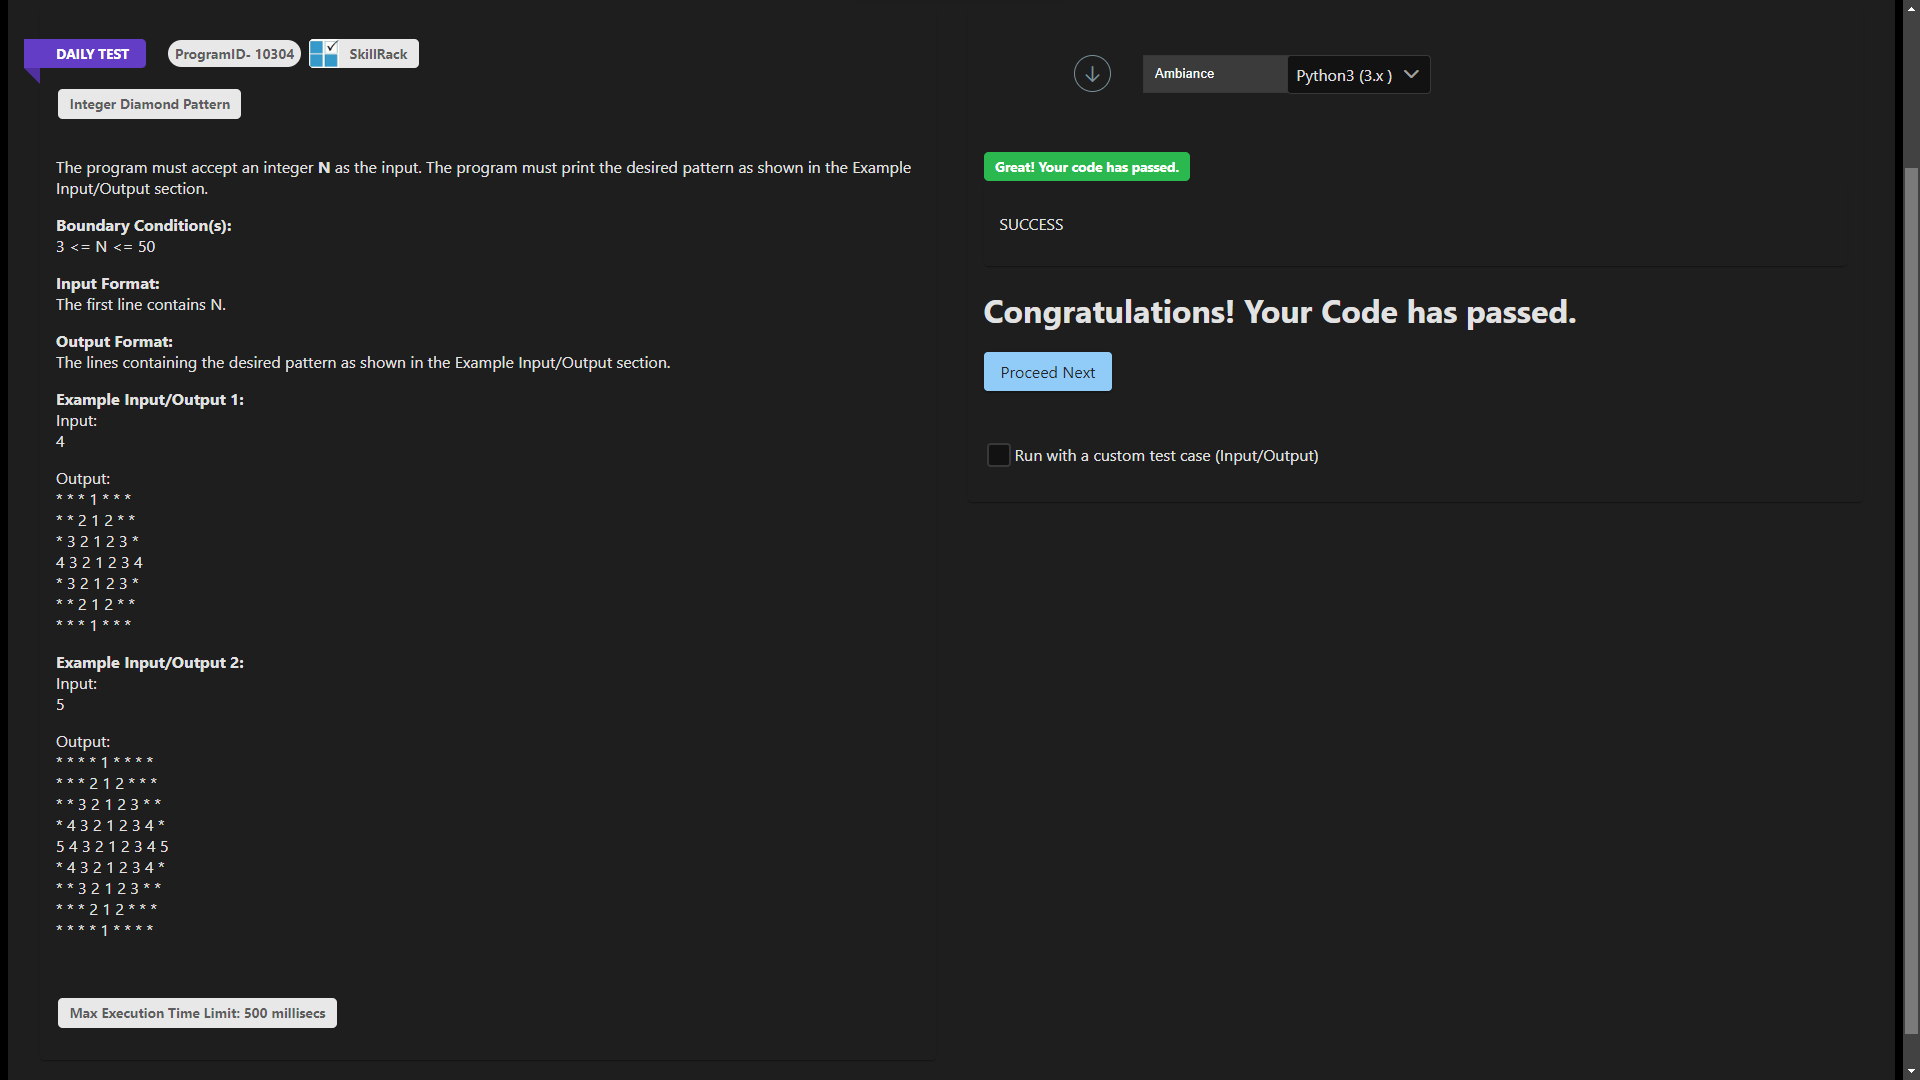 DAILY TEST
ProgramID- 10304
SkillRack
Integer Diamond Pattern
The program must accept an integer N as the input. The program must print the desired pattern as shown in the Example
Input/Output section.
Boundary Condition(s):
3 <= N <= 50
Input Format:
The first line contains N.
Output Format:
The lines containing the desired pattern as shown in the Example Input/Output section.
Example Input/Output 1:
Input:
4
Output:
* * * 1 * * *
* * 2 1 2 * *
* 3 2 1 2 3 *
4 3 2 1 2 3 4
* 3 2 1 2 3 *
* * 2 1 2 * *
* * * 1 * * *
Example Input/Output 2:
Input:
5
Output:
* * * * 1 * * * *
* * * 2 1 2 * * *
* * 3 2 1 2 3 * *
* 4 3 2 1 2 3 4 *
5 4 3 2 1 2 3 4 5
* 4 3 2 1 2 3 4 *
* * 3 2 1 2 3 * *
* * * 2 1 2 * * *
* * * * 1 * * * *
Max Execution Time Limit: 500 millisecs
Ambiance
Python3 (3.x )
Great! Your code has passed.
SUCCESS
Congratulations! Your Code has passed.
Proceed Next
Run with a custom test case (Input/Output)